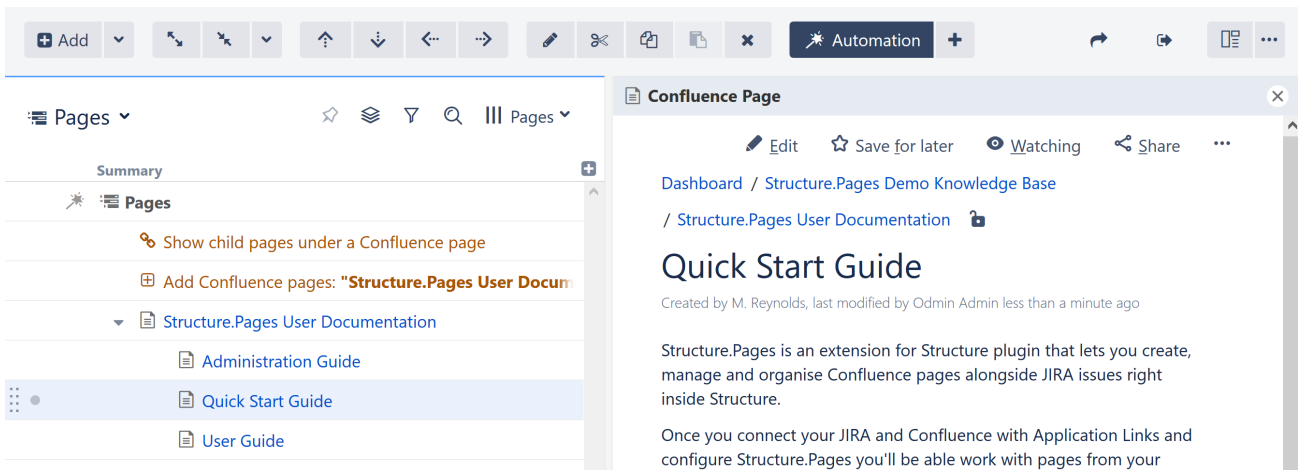 Add
Automation
Pages
Pages
Confluence Page
Edit
Save for later
Watching
Share
Summary
Dashboard / Structure.Pages Demo Knowledge Base
/ Structure.Pages User Documentation
Pages
Show child pages under a Confluence page
Add Confluence pages: "Structure.Pages User Docum
Structure.Pages User Documentation
Administration Guide
Quick Start Guide
User Guide
Quick Start Guide
Created by M. Reynolds, last modified by Odmin Admin less than a minute ago
Structure.Pages is an extension for Structure plugin that lets you create,
manage and organise Confluence pages alongside JIRA issues right
inside Structure.
Once you connect your JIRA and Confluence with Application Links and
configure Structure.Pages you'll be able work with pages from your